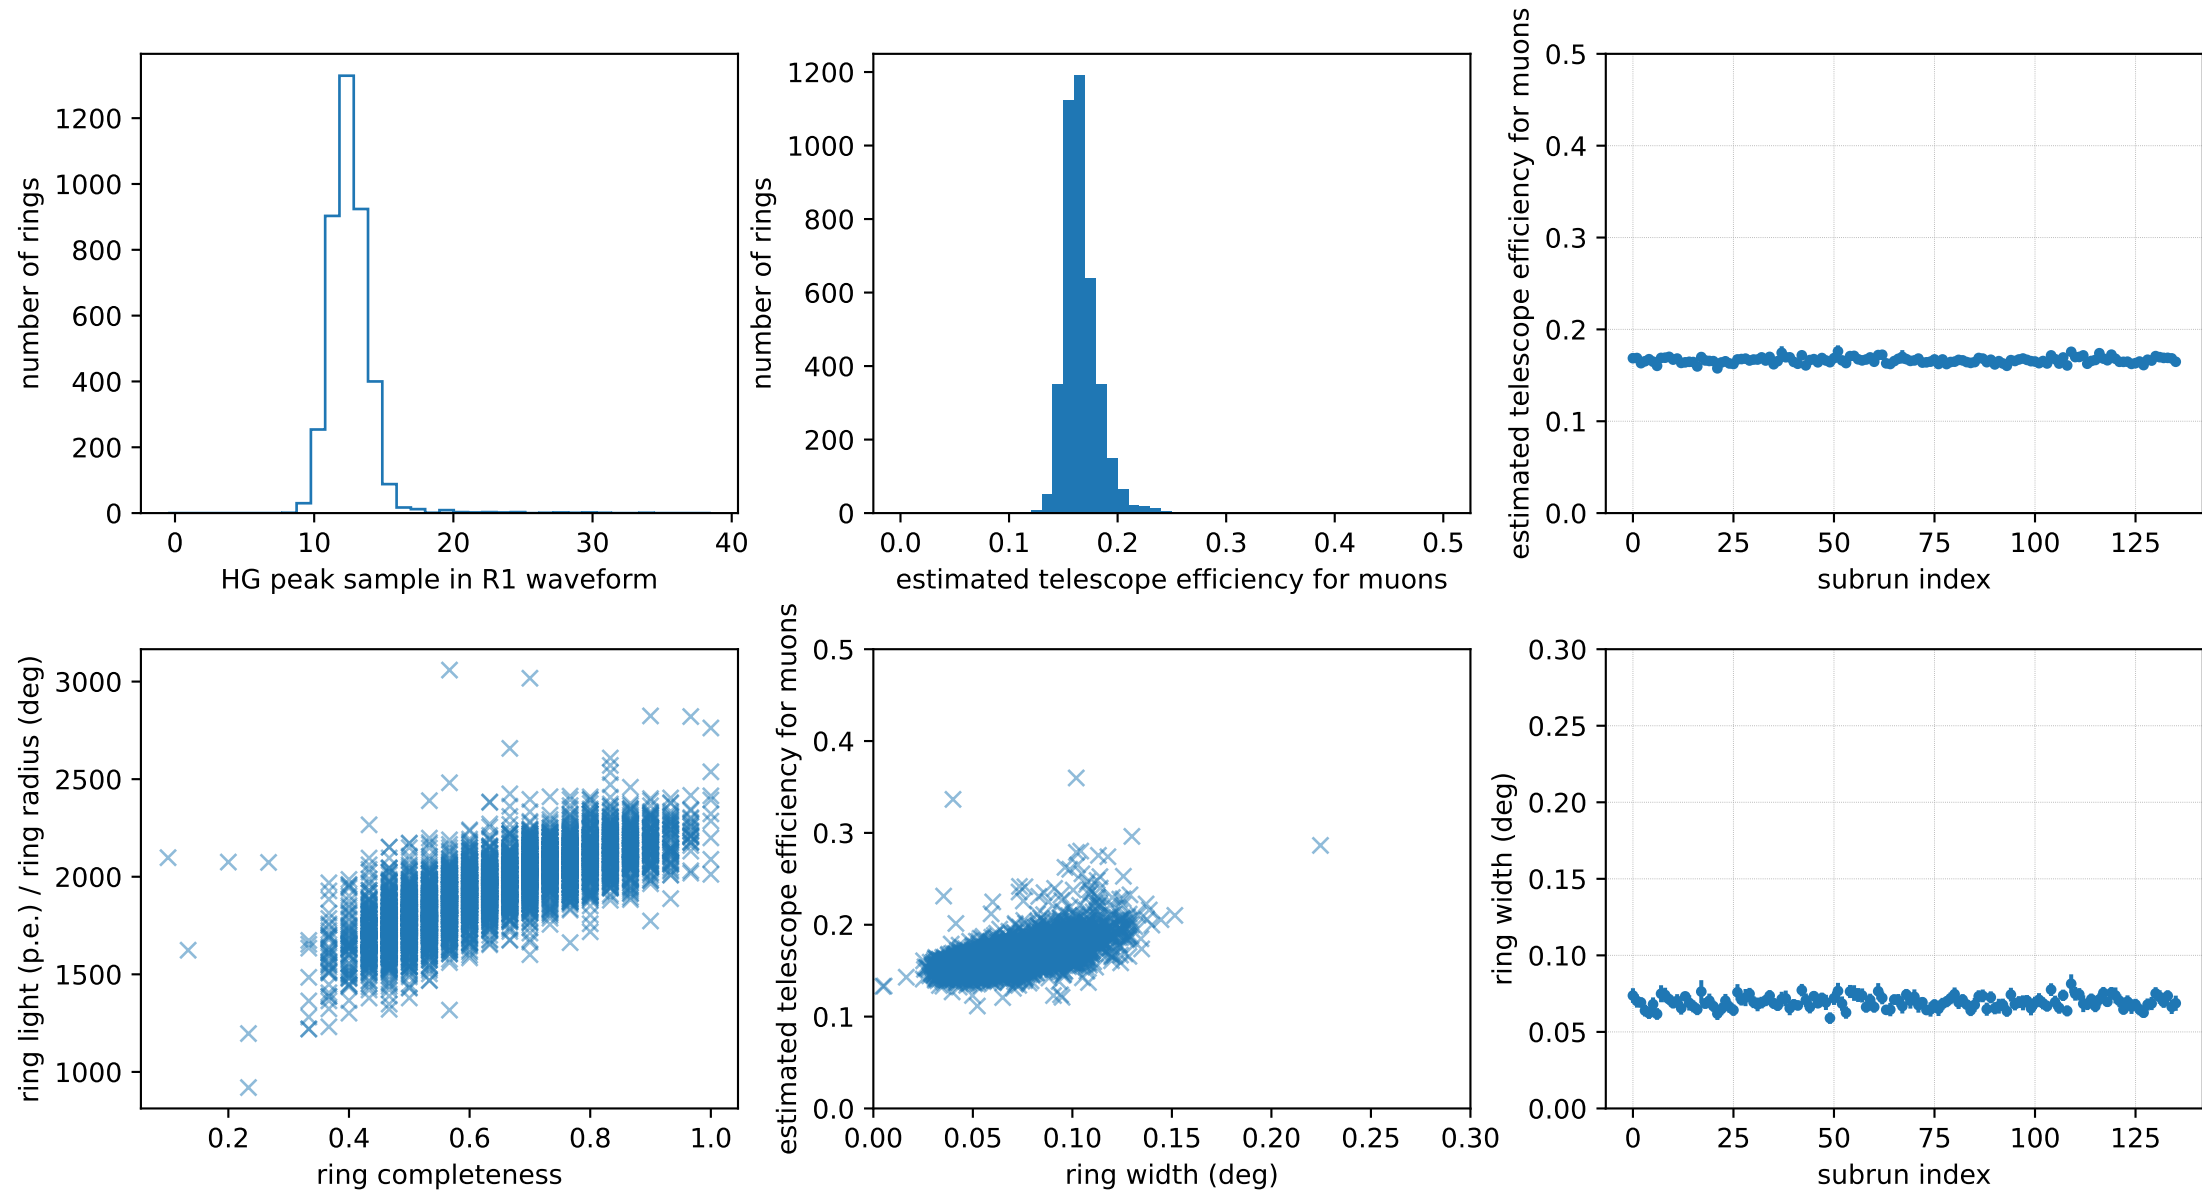 number of rings
1200
1000
800
600
400
200
0
0 10 20 30 40
HG peak sample in R1 waveform
number of rings
1200
1000
800
600
400
200
0
0.0 0.1 0.2 0.3 0.4 0.5
estimated telescope efficiency for muons
estimated telescope efficiency for muons
0.5
0.4
0.3
0.2
0.1
0.0
0 25 50 75 100 125
subrun index
ring light (p.e.) / ring radius (deg)
3000
2500
2000
1500
1000
0.2 0.4 0.6 0.8 1.0
ring completeness
estimated telescope efficiency for muons
0.5
0.4
0.3
0.2
0.1
0.0
0.00 0.05 0.10 0.15 0.20 0.25 0.30
ring width (deg)
ring width (deg)
0.30
0.25
0.20
0.15
0.10
0.05
0.00
0 25 50 75 100 125
subrun index